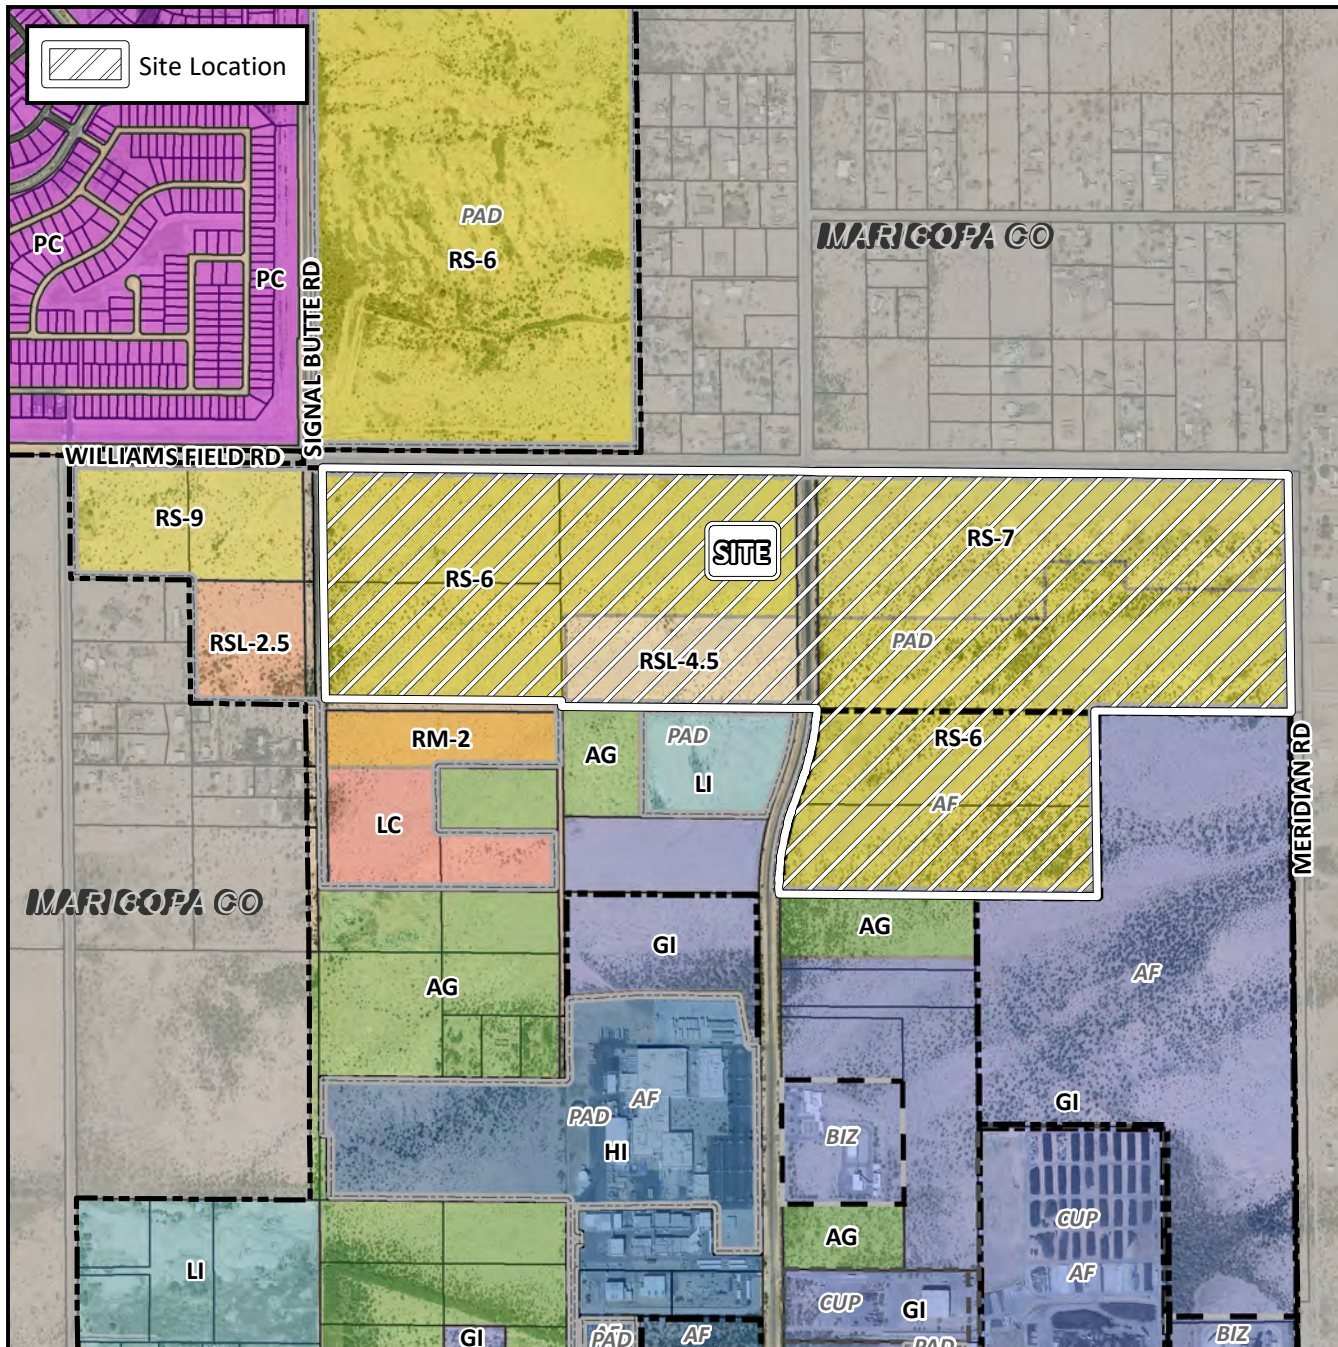 Site Location
PAD
RS-6
MARICOPA CO
PC
PC
SIGNAL BUTTE RD
WILLIAMS FIELD RD
RS-9
RS-6
SITE
RS-7
RSL-2.5
RSL-4.5
PAD
RM-2
AG
PAD
LI
RS-6
AF
LC
MERIDIAN RD
MARICOPA CO
AG
GI
AG
AF
AF
PAD
HI
BIZ
GI
CUP
AF
AG
LI
CUP
GI
GI
PAD
AF
PAD
BIZ